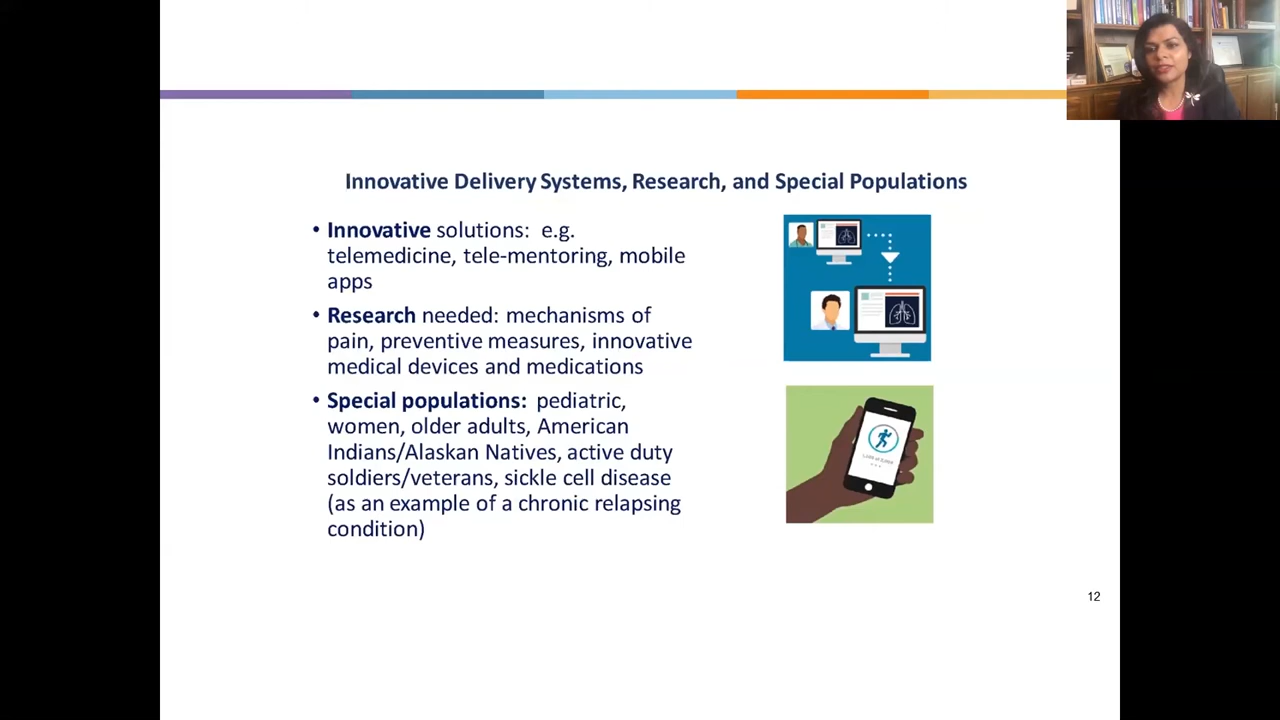 Innovative Delivery Systems, Research, and Special Populations
• Innovative solutions:  e.g.
telemedicine, tele-mentoring, mobile
apps
• Research needed: mechanisms of
pain, preventive measures, innovative
medical devices and medications
• Special populations:  pediatric,
women, older adults, American
Indians/Alaskan Natives, active duty
soldiers/veterans, sickle cell disease
(as an example of a chronic relapsing
condition)
12